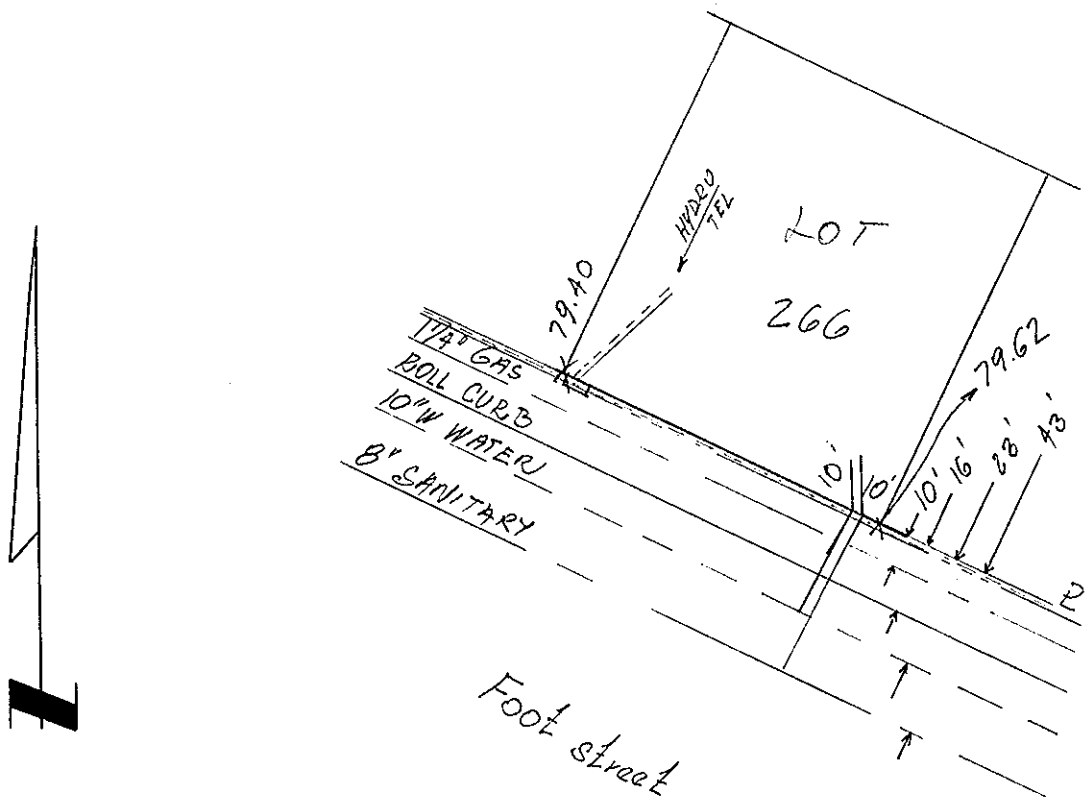 LOT
266
HYDRO
TEL
79.40
79.62
1 1/4" GAS
ROLL CURB
10" W WATER
8" SANITARY
10'
10'
10'
16'
28'
43'
Foot street